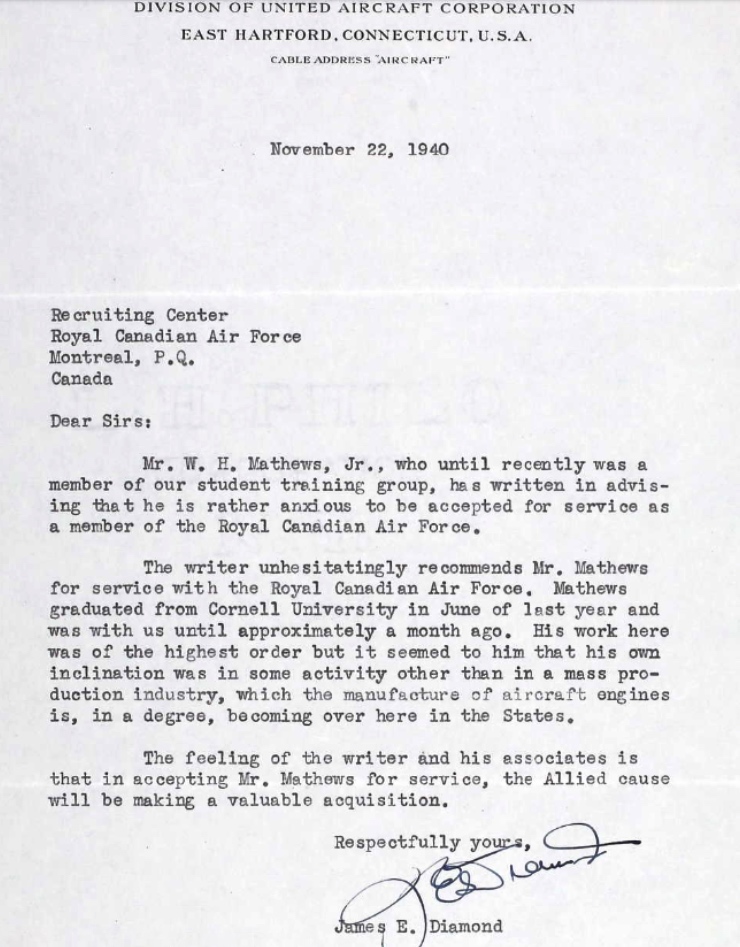 DIVISION OF UNITED AIRCRAFT CORPORATION
EAST HARTFORD, CONNECTICUT, U.S.A.
CABLE ADDRESS "AIRCRAFT"
November 22, 1940
Recruiting Center
Royal Canadian Air Force
Montreal, P.Q.
Canada
Dear Sirs:
Mr. W. H. Mathews, Jr., who until recently was a
member of our student training group, has written in advis-
ing that he is rather anxious to be accepted for service as
a member of the Royal Canadian Air Force.
The writer unhesitatingly recommends Mr. Mathews
for service with the Royal Canadian Air Force. Mathews
graduated from Cornell University in June of last year and
was with us until approximately a month ago. His work here
was of the highest order but it seemed to him that his own
inclination was in some activity other than in a mass pro-
duction industry, which the manufacture of aircraft engines
is, in a degree, becoming over here in the States.
The feeling of the writer and his associates is
that in accepting Mr. Mathews for service, the Allied cause
will be making a valuable acquisition.
Respectfully yours,
J E Diamond
James E. Diamond